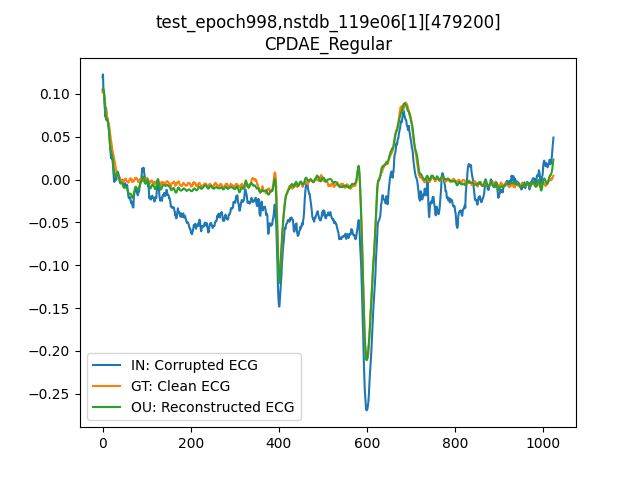 test_epoch998,nstdb_119e06[1][479200]
CPDAE_Regular
0.10
0.05
0.00
−0.05
−0.10
−0.15
−0.20
−0.25
IN: Corrupted ECG
GT: Clean ECG
OU: Reconstructed ECG
0 200 400 600 800 1000